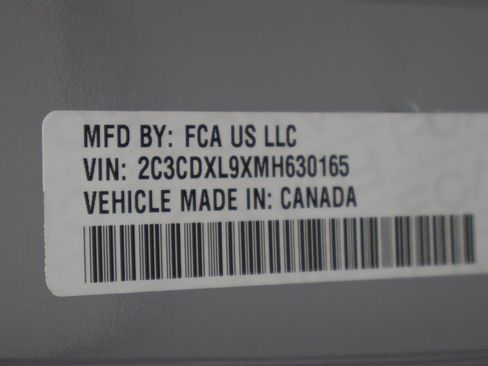 MFD BY: FCA US LLC
VIN: 2C3CDXL9XMH630165
VEHICLE MADE IN: CANADA